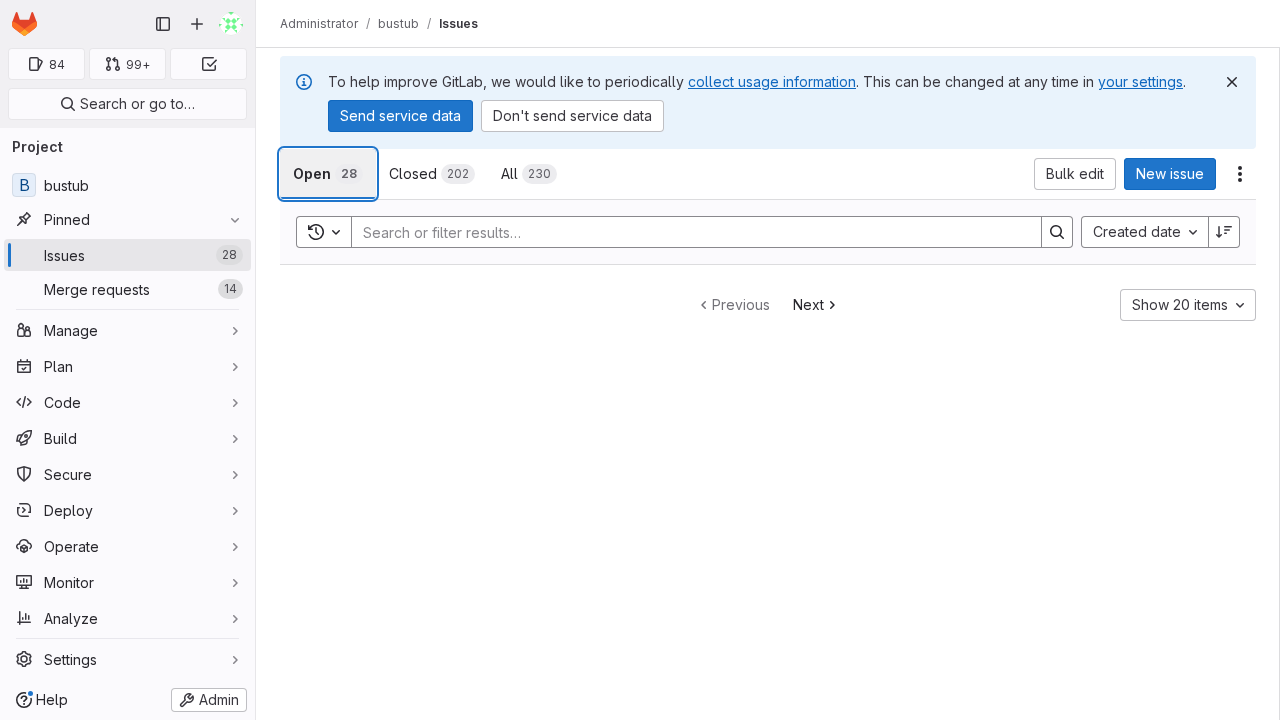 Administrator / bustub / Issues
84
99+
Search or go to…
Project
B bustub
Pinned
Issues 28
Merge requests 14
Manage
Plan
Code
Build
Secure
Deploy
Operate
Monitor
Analyze
Settings
Help
Admin
To help improve GitLab, we would like to periodically collect usage information. This can be changed at any time in your settings.
Send service data Don't send service data
Open 28 Closed 202 All 230 Bulk edit New issue
Search or filter results… Created date
Previous Next Show 20 items